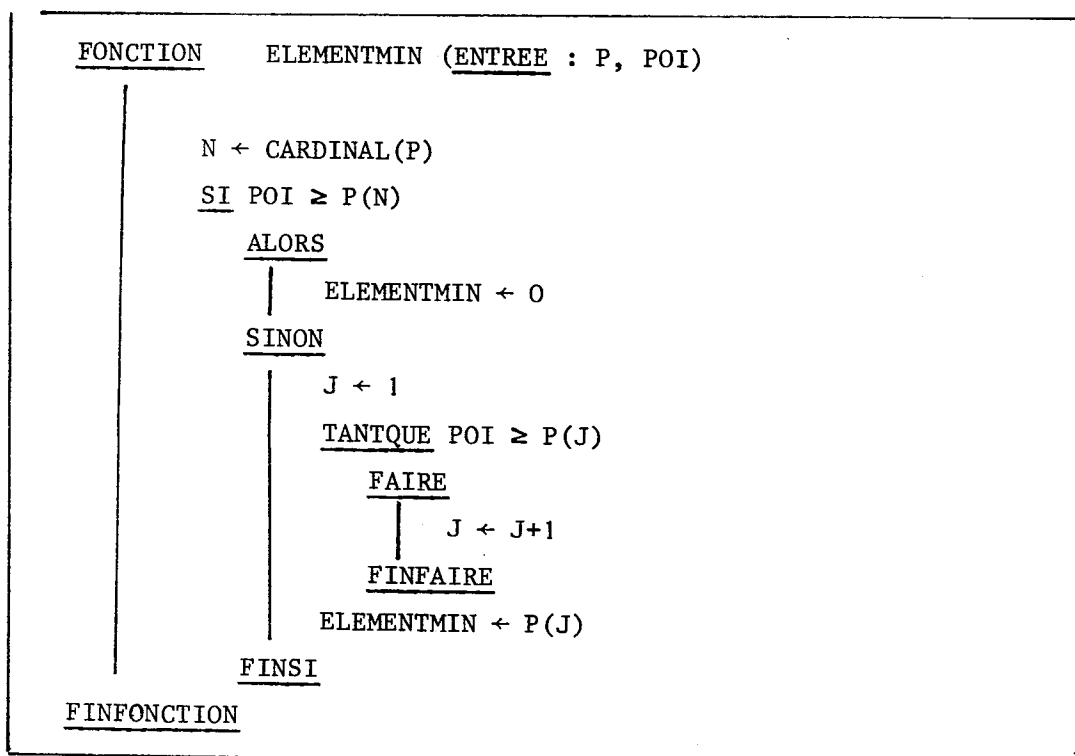 FONCTION ELEMENTMIN (ENTREE : P, POI)
N ← CARDINAL(P)
SI POI ≥ P(N)
ALORS
ELEMENTMIN ← 0
SINON
J ← 1
TANTQUE POI ≥ P(J)
FAIRE
J ← J+1
FINFAIRE
ELEMENTMIN ← P(J)
FINSI
FINFONCTION